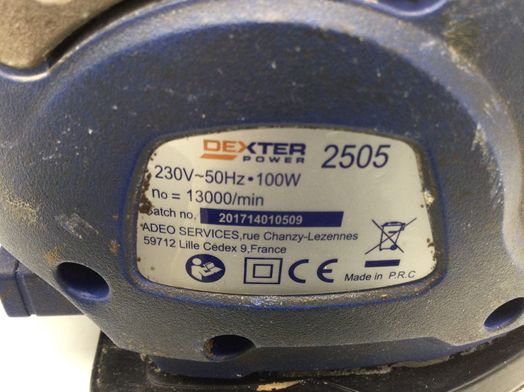 DEXTER
POWER
2505
230V~50Hz•100W
no = 13000/min
Batch no. 201714010509
ADEO SERVICES,rue Chanzy-Lezennes
59712 Lille Cedex 9,France
CE
Made in P.R.C